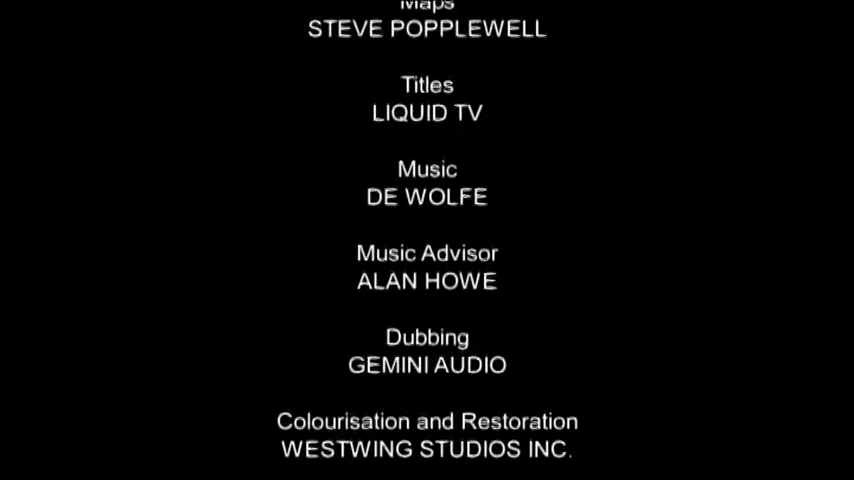 Maps
STEVE POPPLEWELL
Titles
LIQUID TV
Music
DE WOLFE
Music Advisor
ALAN HOWE
Dubbing
GEMINI AUDIO
Colourisation and Restoration
WESTWING STUDIOS INC.